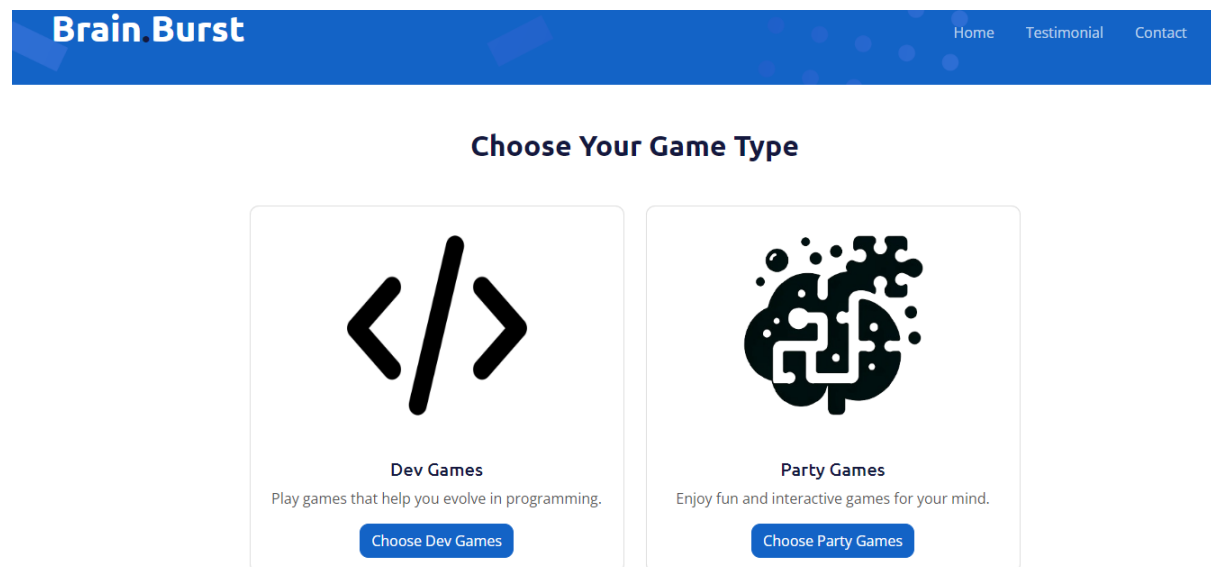 Brain.Burst
Home Testimonial Contact
Choose Your Game Type
Dev Games
Play games that help you evolve in programming.
Choose Dev Games
Party Games
Enjoy fun and interactive games for your mind.
Choose Party Games